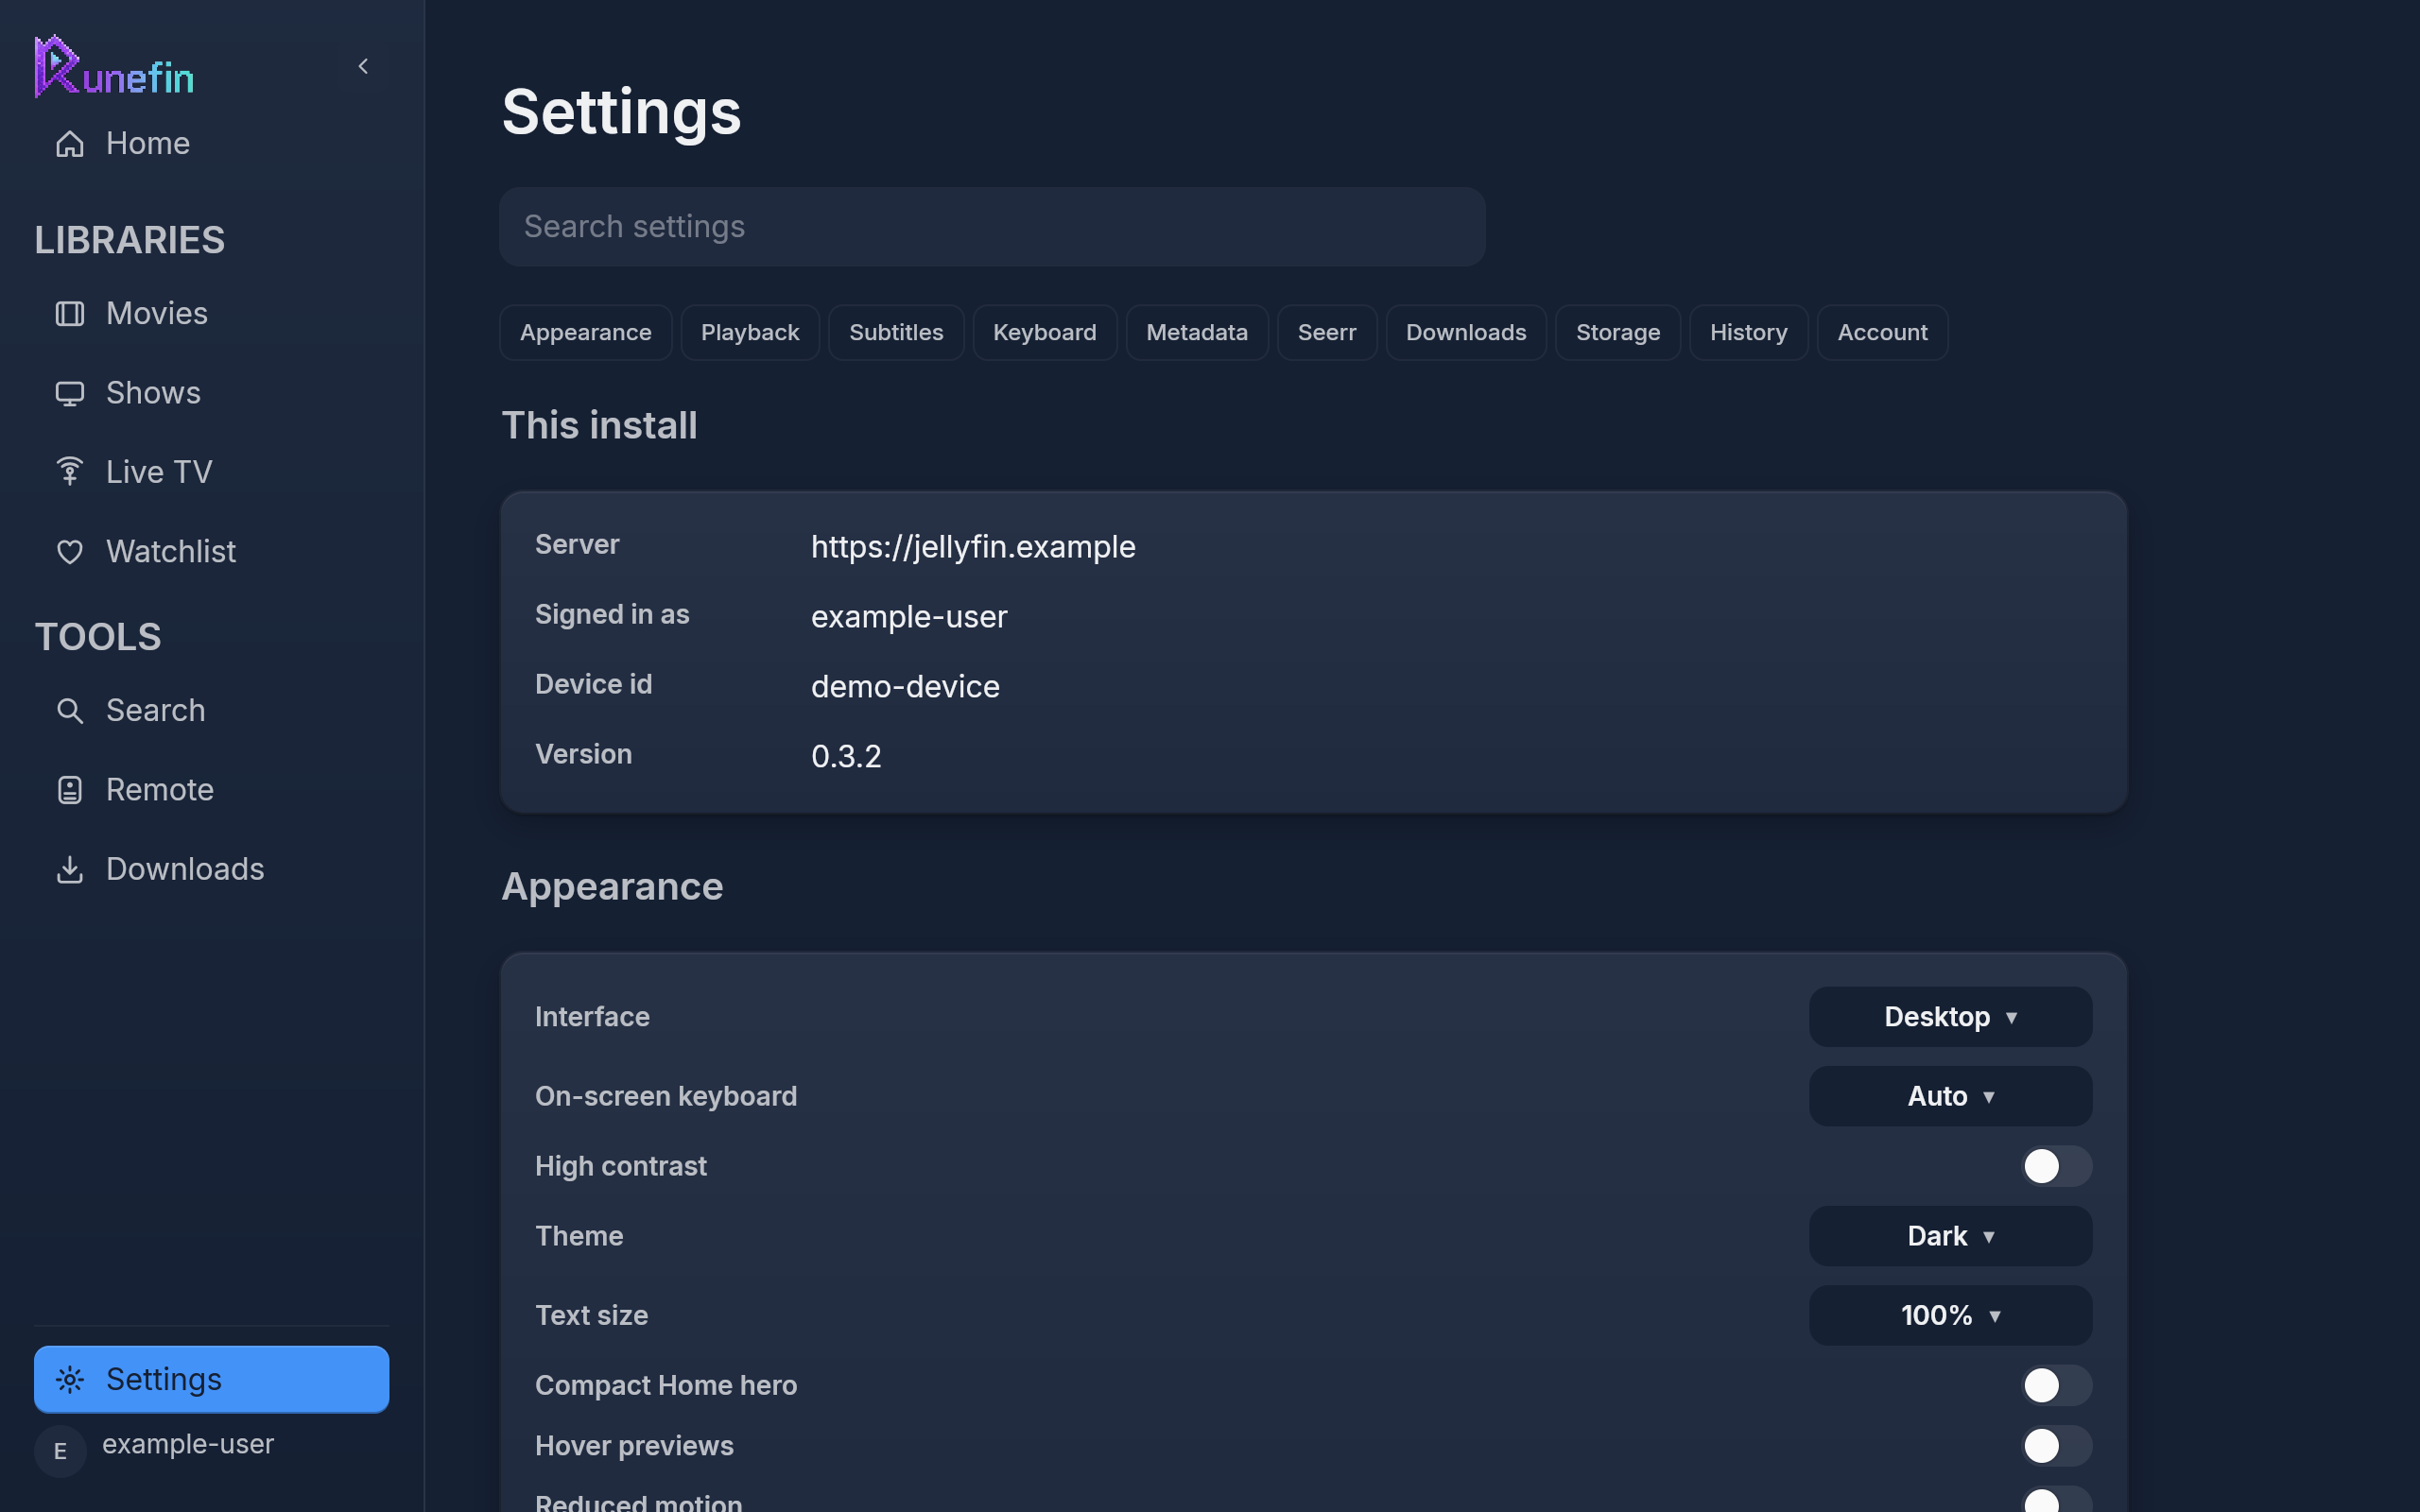 Runefin
Home
LIBRARIES
Movies
Shows
Live TV
Watchlist
TOOLS
Search
Remote
Downloads
Settings
E example-user
Settings
Search settings
Appearance Playback Subtitles Keyboard Metadata Seerr Downloads Storage History Account
This install
Server https://jellyfin.example
Signed in as example-user
Device id demo-device
Version 0.3.2
Appearance
Interface Desktop
On-screen keyboard Auto
High contrast
Theme Dark
Text size 100%
Compact Home hero
Hover previews
Reduced motion